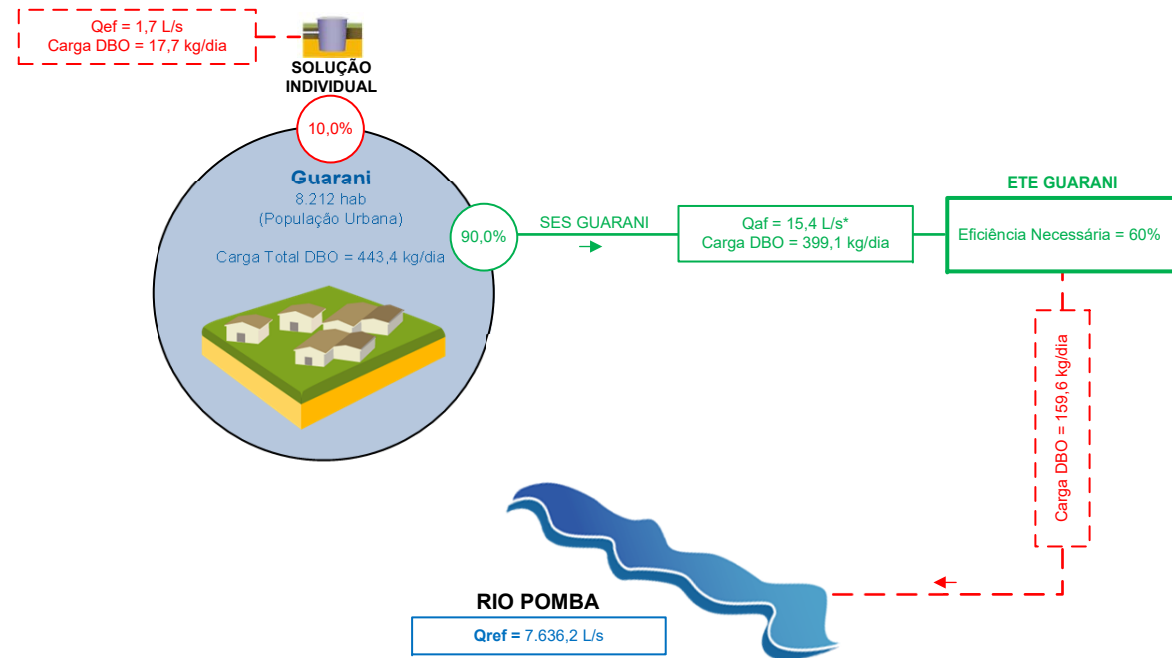 Qef = 1,7 L/s
Carga DBO = 17,7 kg/dia
SOLUÇÃO
INDIVIDUAL
10,0%
Guarani
8.212 hab
(População Urbana)
Carga Total DBO = 443,4 kg/dia
90,0%
SES GUARANI
Qaf = 15,4 L/s*
Carga DBO = 399,1 kg/dia
ETE GUARANI
Eficiência Necessária = 60%
Carga DBO = 159,6 kg/dia
RIO POMBA
Qref = 7.636,2 L/s